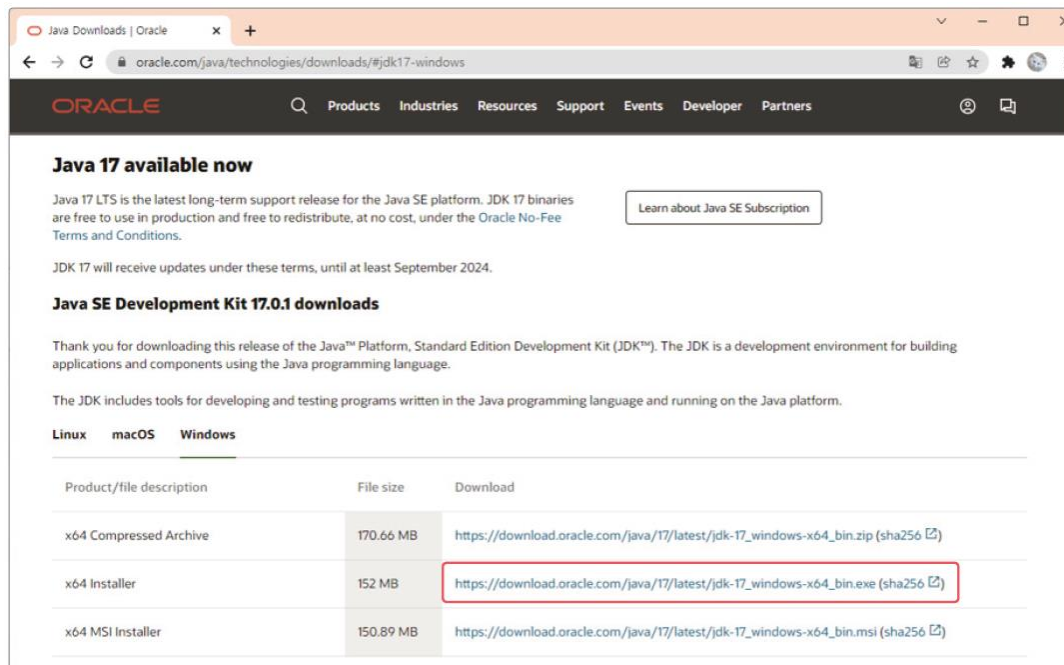 Java Downloads | Oracle
oracle.com/java/technologies/downloads/#jdk17-windows
ORACLE
Products Industries Resources Support Events Developer Partners
Java 17 available now
Java 17 LTS is the latest long-term support release for the Java SE platform. JDK 17 binaries
are free to use in production and free to redistribute, at no cost, under the Oracle No-Fee
Terms and Conditions.
Learn about Java SE Subscription
JDK 17 will receive updates under these terms, until at least September 2024.
Java SE Development Kit 17.0.1 downloads
Thank you for downloading this release of the Java™ Platform, Standard Edition Development Kit (JDK™). The JDK is a development environment for building
applications and components using the Java programming language.
The JDK includes tools for developing and testing programs written in the Java programming language and running on the Java platform.
Linux macOS Windows
Product/file description File size Download
x64 Compressed Archive 170.66 MB https://download.oracle.com/java/17/latest/jdk-17_windows-x64_bin.zip (sha256)
x64 Installer 152 MB https://download.oracle.com/java/17/latest/jdk-17_windows-x64_bin.exe (sha256)
x64 MSI Installer 150.89 MB https://download.oracle.com/java/17/latest/jdk-17_windows-x64_bin.msi (sha256)